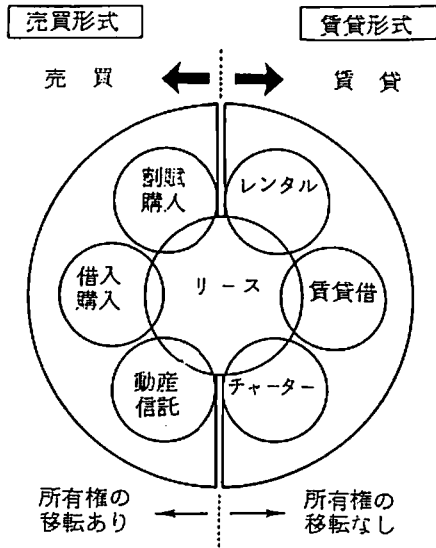 売買形式
賃貸形式
売買
賃貸
割賦
購入
レンタル
借入
購入
リース
賃貸借
動産
信託
チャーター
所有権の
移転あり
所有権の
移転なし